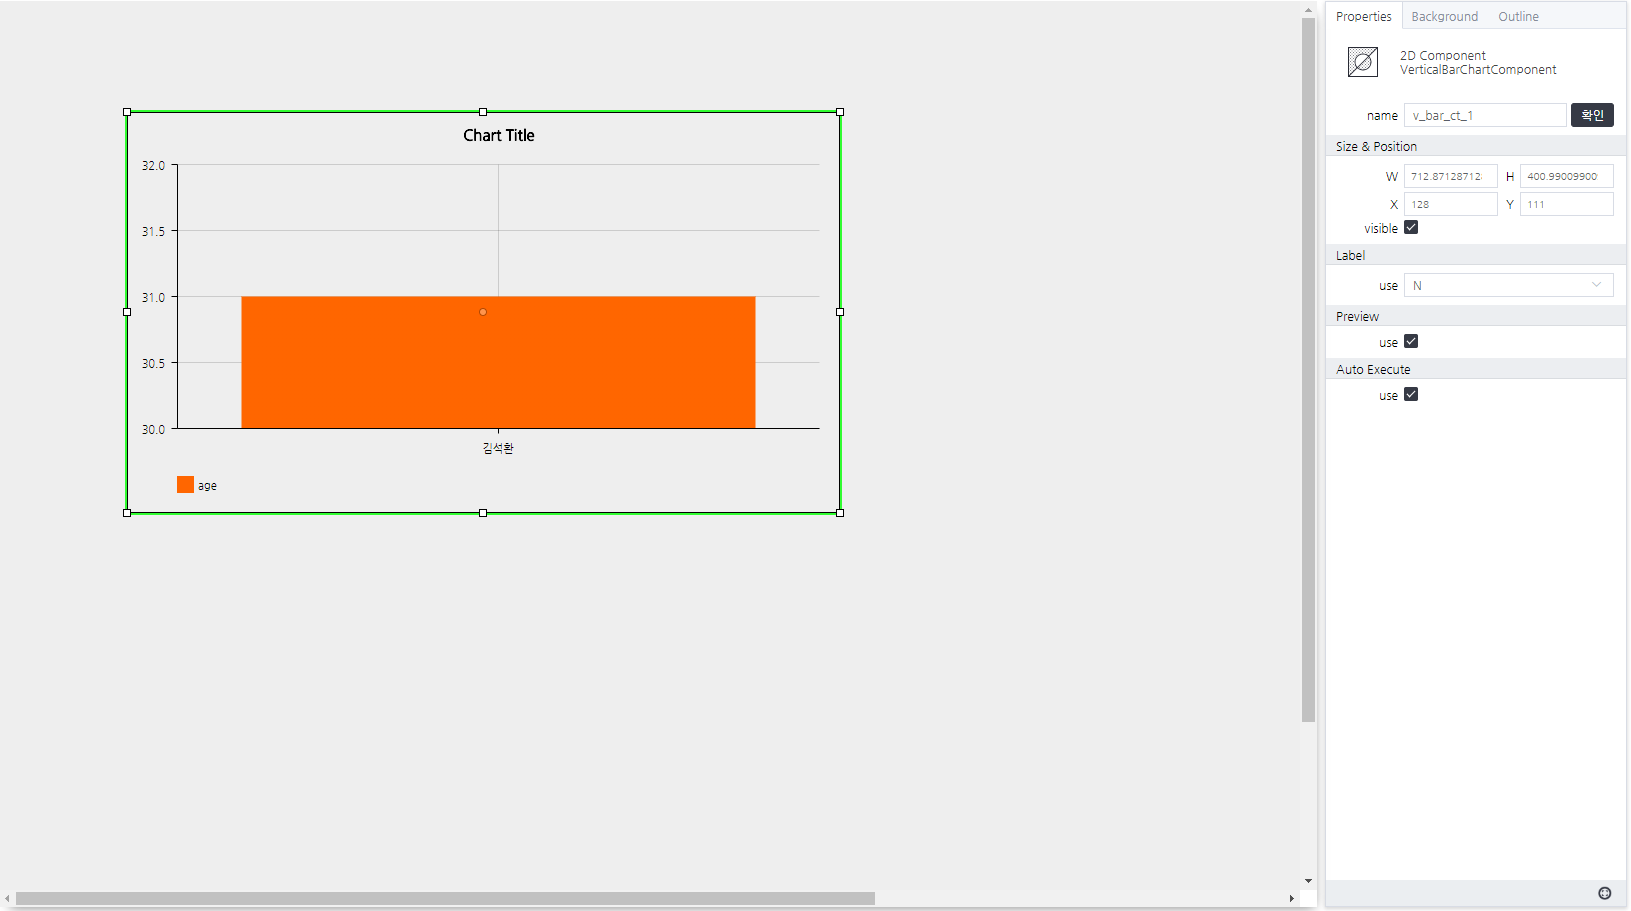 Chart Title
32.0
31.5
31.0
30.5
30.0
김석환
age
Properties Background Outline
2D Component
VerticalBarChartComponent
name v_bar_ct_1 확인
Size & Position
W 712.87128712 H 400.99009900
X 128 Y 111
visible
Label
use N
Preview
use
Auto Execute
use